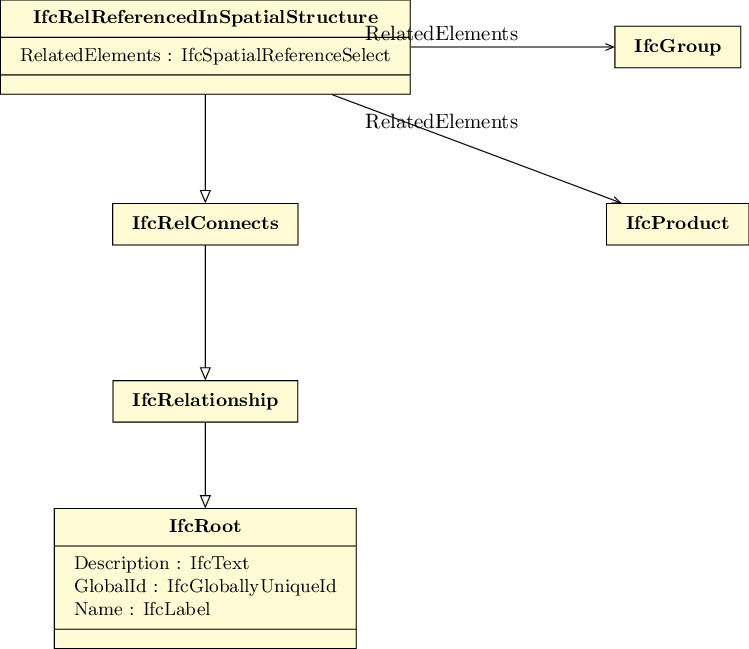 IfcRelReferencedInSpatialStructure
RelatedElements : IfcSpatialReferenceSelect
RelatedElements
IfcGroup
RelatedElements
IfcRelConnects
IfcProduct
IfcRelationship
IfcRoot
Description : IfcText
GlobalId : IfcGloballyUniqueId
Name : IfcLabel